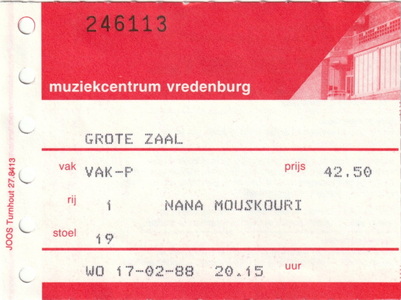 246113
muziekcentrum vredenburg
GROTE ZAAL
vak VAK-P prijs 42.50
rij 1 NANA MOUSKOURI
stoel 19
WO 17-02-88 20.15 uur
JOOS Turnhout 27.8413